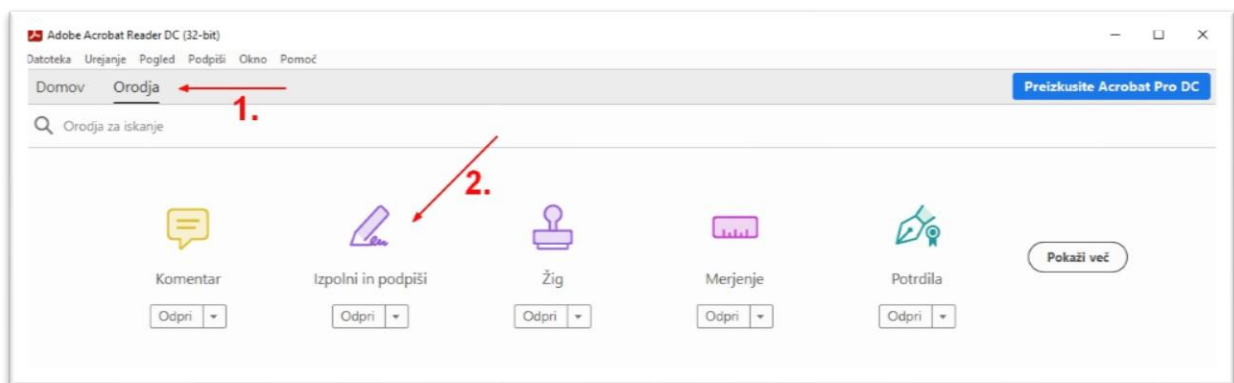 Adobe Acrobat Reader DC (32-bit)
Datoteka Urejanje Pogled Podpiši Okno Pomoč
Domov Orodja Preizkusite Acrobat Pro DC
1.
Orodja za iskanje
2.
Komentar Izpolni in podpiši Žig Merjenje Potrdila Pokaži več
Odpri Odpri Odpri Odpri Odpri